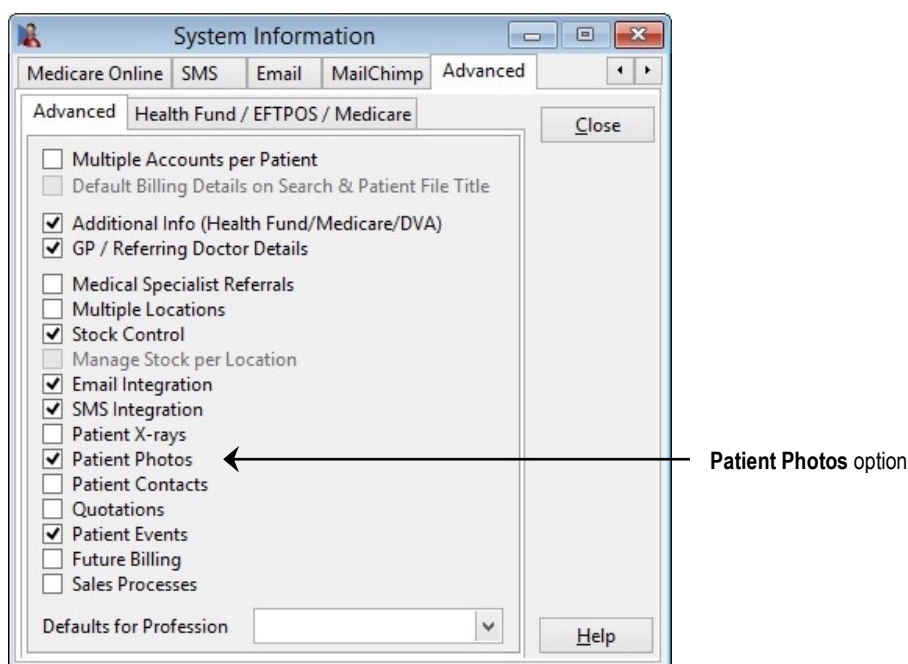 System Information
Medicare Online SMS Email MailChimp Advanced
Advanced Health Fund / EFTPOS / Medicare
Close
Multiple Accounts per Patient
Default Billing Details on Search & Patient File Title
Additional Info (Health Fund/Medicare/DVA)
GP / Referring Doctor Details
Medical Specialist Referrals
Multiple Locations
Stock Control
Manage Stock per Location
Email Integration
SMS Integration
Patient X-rays
Patient Photos
Patient Photos option
Patient Contacts
Quotations
Patient Events
Future Billing
Sales Processes
Defaults for Profession
Help